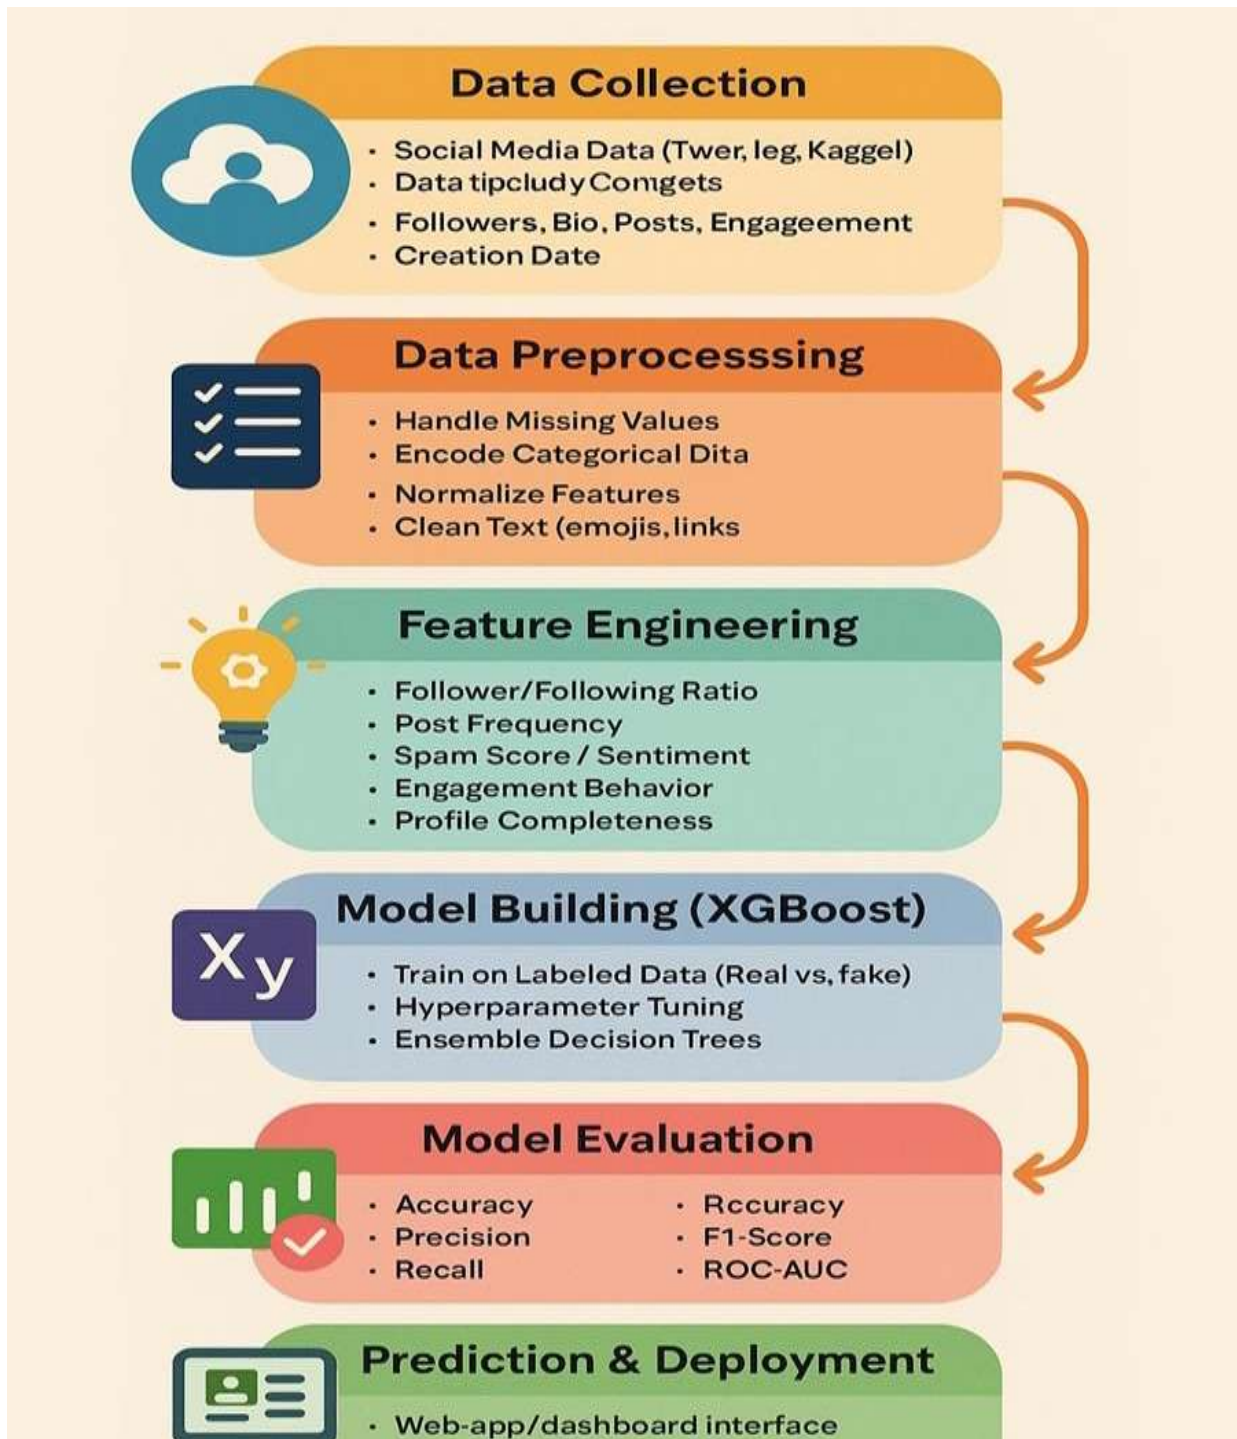 Data Collection
• Social Media Data (Twer, leg, Kaggel)
• Data tipcludy Comgets
• Followers, Bio, Posts, Engageement
• Creation Date
Data Preprocesssing
• Handle Missing Values
• Encode Categorical Dita
• Normalize Features
• Clean Text (emojis, links
Feature Engineering
• Follower/Following Ratio
• Post Frequency
• Spam Score / Sentiment
• Engagement Behavior
• Profile Completeness
Model Building (XGBoost)
Xy
• Train on Labeled Data (Real vs, fake)
• Hyperparameter Tuning
• Ensemble Decision Trees
Model Evaluation
• Accuracy
• Precision
• Recall
• Rccuracy
• F1-Score
• ROC-AUC
Prediction & Deployment
• Web-app/dashboard interface